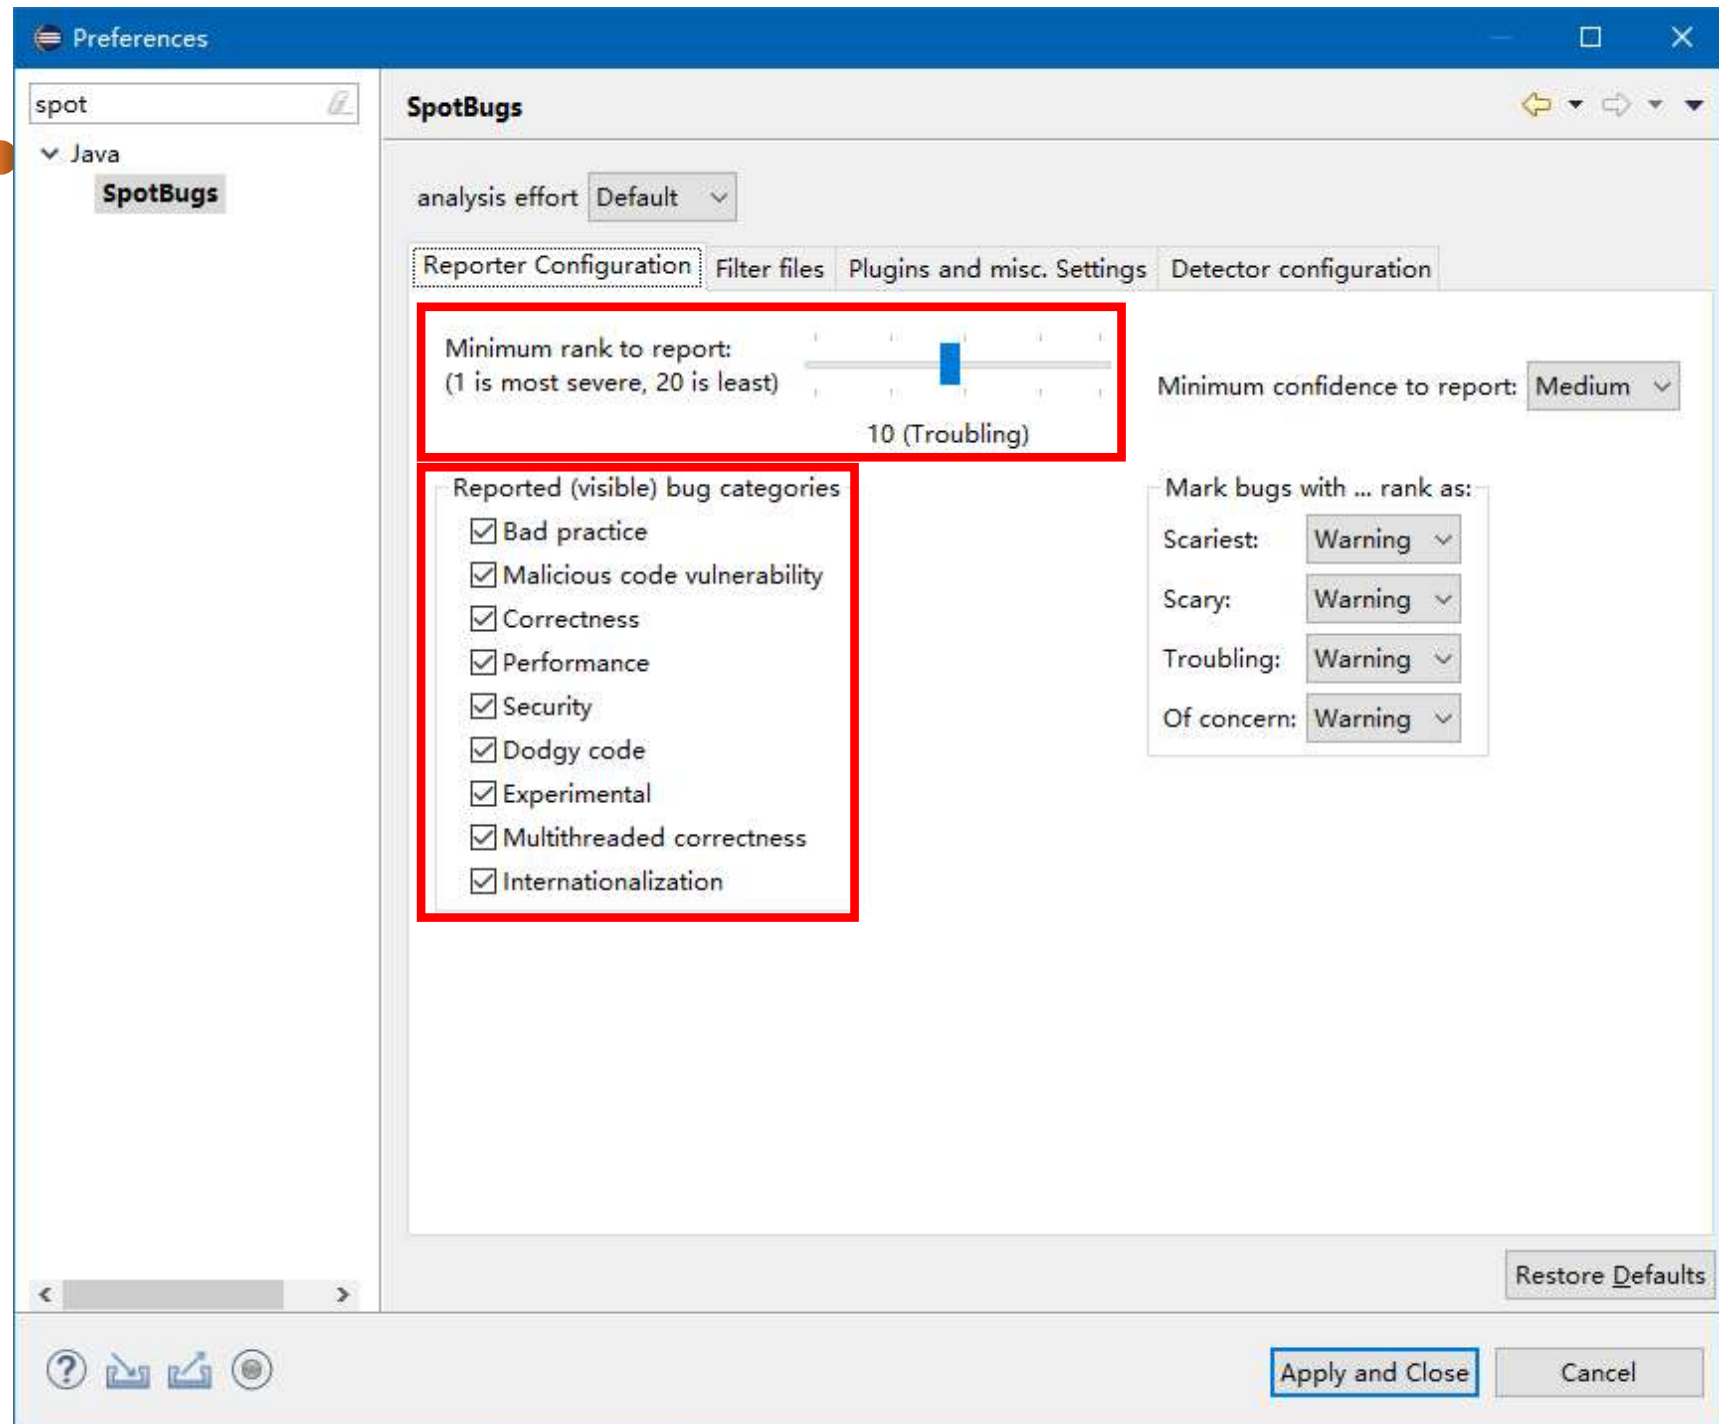 Preferences
spot
Java
SpotBugs
SpotBugs
analysis effort Default
Reporter Configuration Filter files Plugins and misc. Settings Detector configuration
Minimum rank to report:
(1 is most severe, 20 is least)
10 (Troubling)
Minimum confidence to report: Medium
Reported (visible) bug categories
Bad practice
Malicious code vulnerability
Correctness
Performance
Security
Dodgy code
Experimental
Multithreaded correctness
Internationalization
Mark bugs with ... rank as:
Scariest: Warning
Scary: Warning
Troubling: Warning
Of concern: Warning
Restore Defaults
Apply and Close Cancel